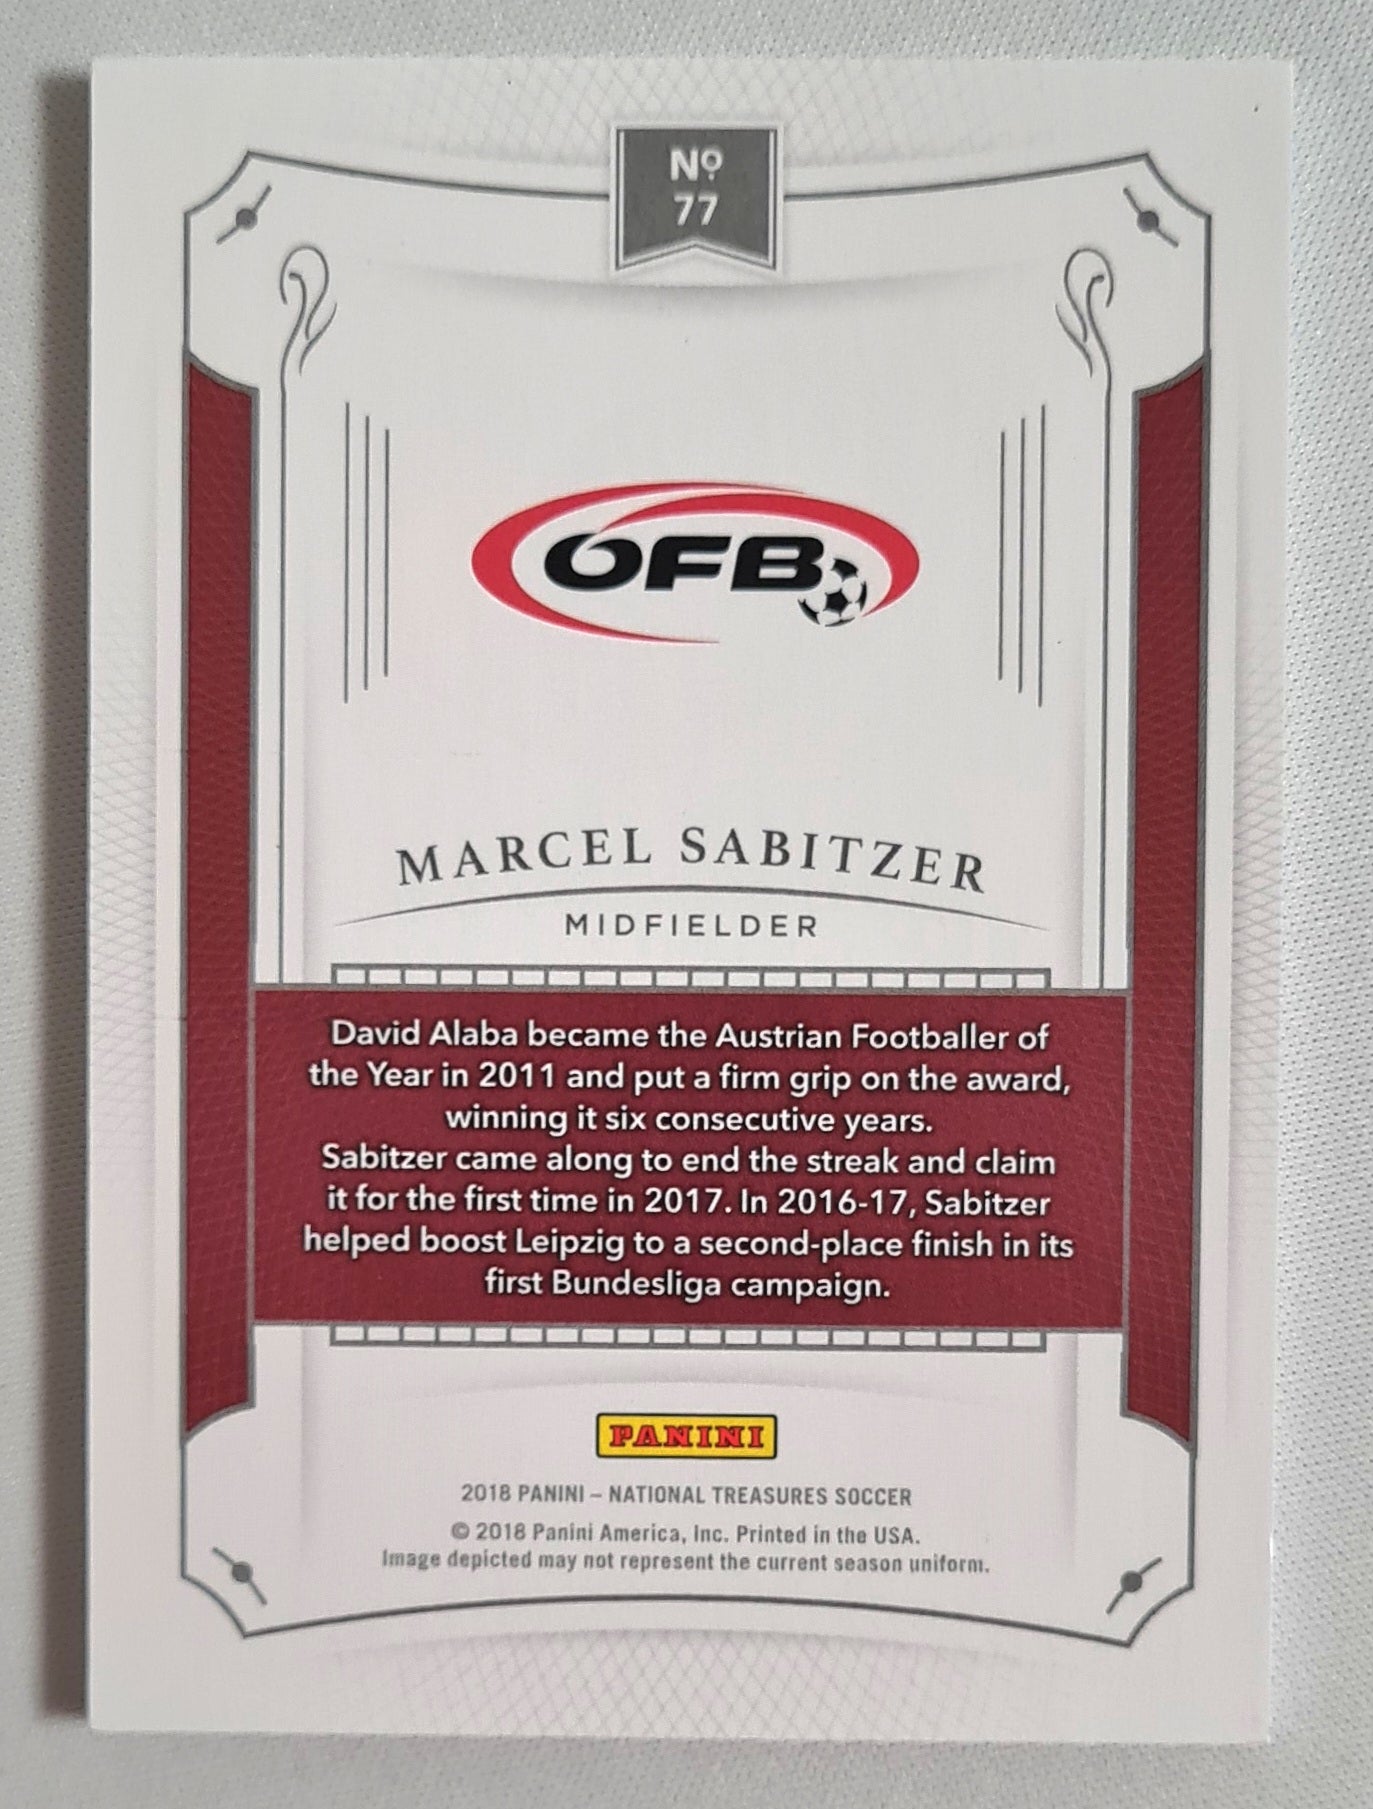 Nº
77
ÖFB
MARCEL SABITZER
MIDFIELDER
David Alaba became the Austrian Footballer of
the Year in 2011 and put a firm grip on the award,
winning it six consecutive years.
Sabitzer came along to end the streak and claim
it for the first time in 2017. In 2016-17, Sabitzer
helped boost Leipzig to a second-place finish in its
first Bundesliga campaign.
PANINI
2018 PANINI – NATIONAL TREASURES SOCCER
© 2018 Panini America, Inc. Printed in the USA.
Image depicted may not represent the current season uniform.